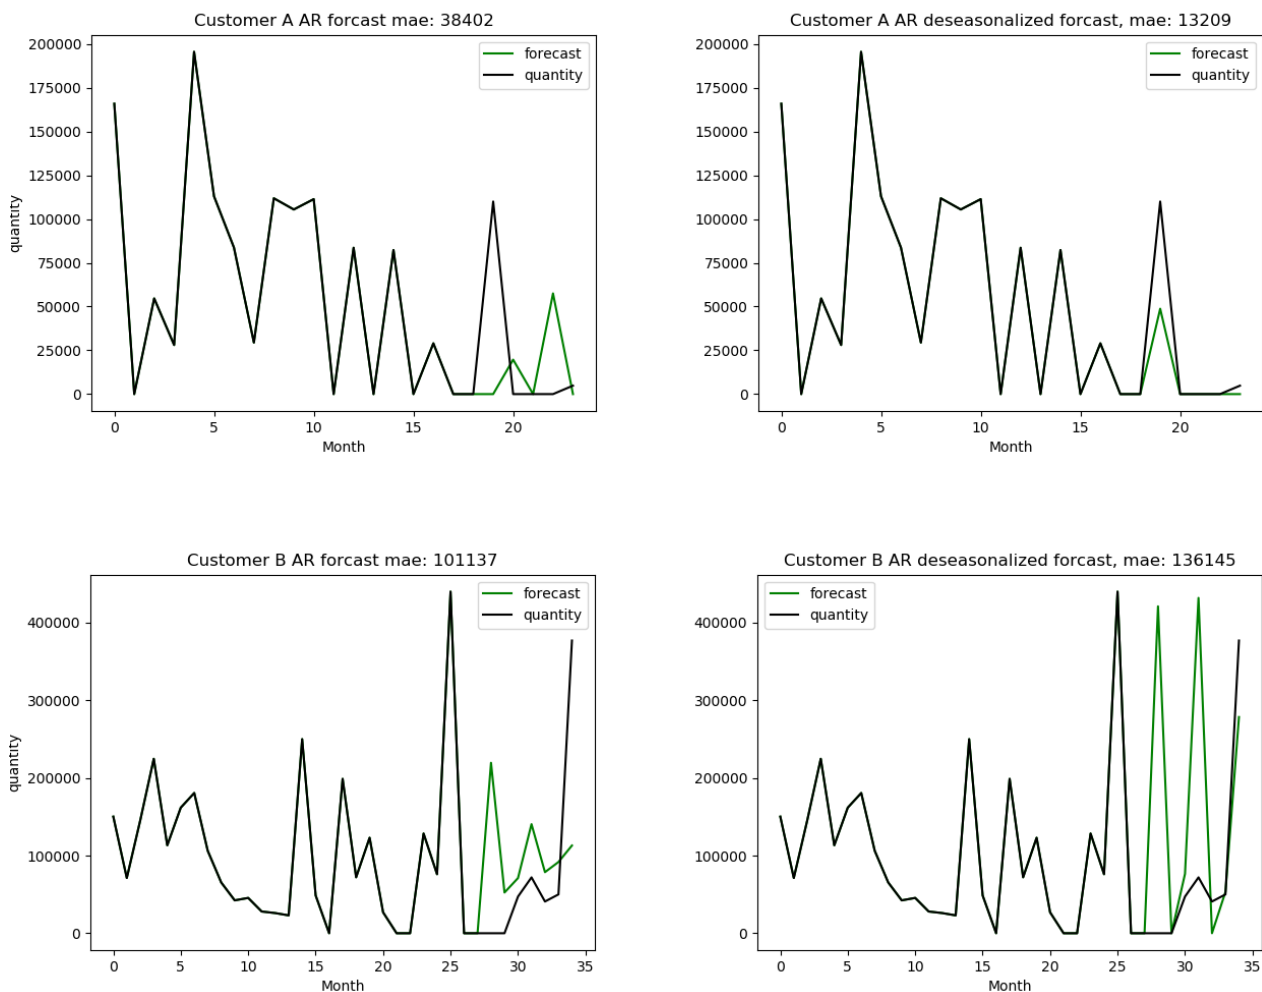 Customer A AR forcast mae: 38402
200000
175000
150000
125000
100000
75000
50000
25000
0
quantity
forecast
quantity
0 5 10 15 20
Month
Customer A AR deseasonalized forcast, mae: 13209
200000
175000
150000
125000
100000
75000
50000
25000
0
forecast
quantity
0 5 10 15 20
Month
Customer B AR forcast mae: 101137
400000
300000
200000
100000
0
quantity
forecast
quantity
0 5 10 15 20 25 30 35
Month
Customer B AR deseasonalized forcast, mae: 136145
400000
300000
200000
100000
0
forecast
quantity
0 5 10 15 20 25 30 35
Month